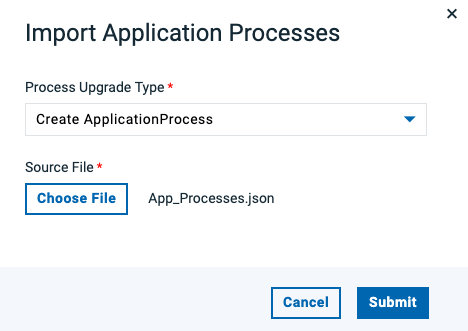 Import Application Processes
Process Upgrade Type *
Create ApplicationProcess
Source File *
Choose File App_Processes.json
Cancel Submit